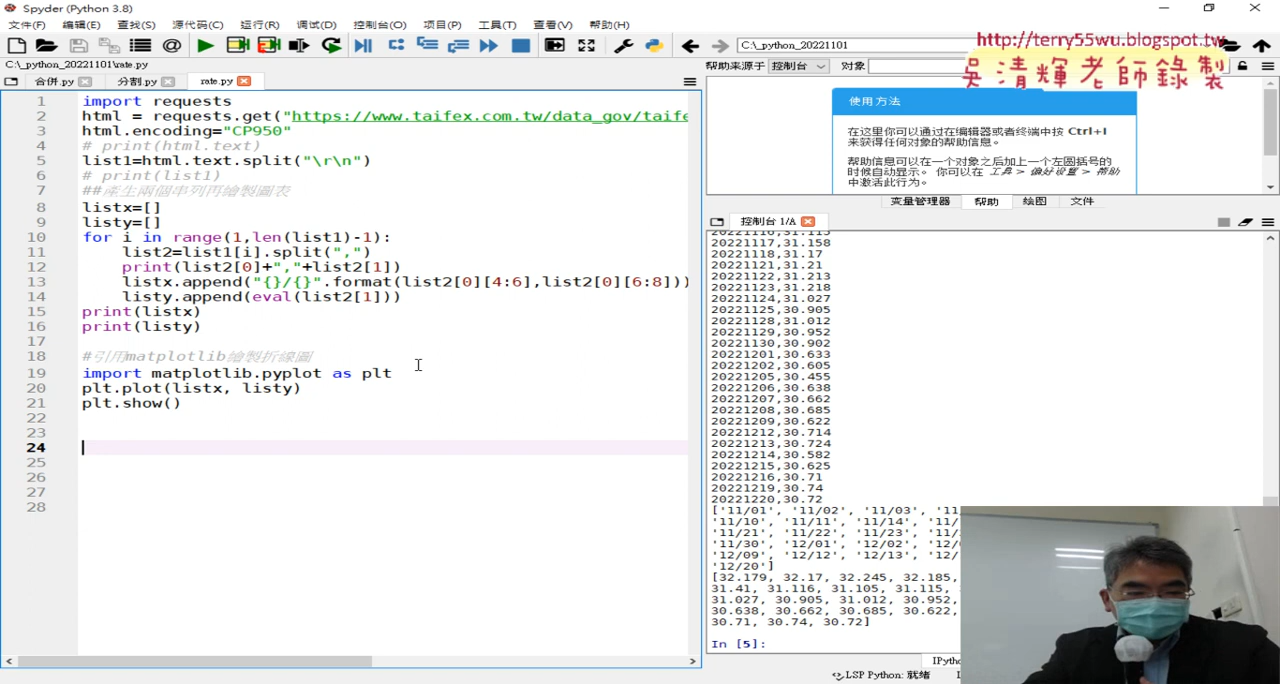 Spyder (Python 3.8)
文件(F) 编辑(E) 查找(S) 源代码(C) 运行(R) 调试(D) 控制台(O) 项目(P) 工具(T) 查看(V) 帮助(H)
C:\_python_20221101
http://terry55wu.blogspot.tw
吳清輝老師錄製
C:\_python_20221101\rate.py
合併.py 分割.py rate.py
1 import requests
2 html = requests.get("https://www.taifex.com.tw/data_gov/taife
3 html.encoding="CP950"
4 # print(html.text)
5 list1=html.text.split("\r\n")
6 # print(list1)
7 ##產生兩個串列再繪製圖表
8 listx=[]
9 listy=[]
10 for i in range(1,len(list1)-1):
11 list2=list1[i].split(",")
12 print(list2[0]+","+list2[1])
13 listx.append("{}/{}".format(list2[0][4:6],list2[0][6:8]))
14 listy.append(eval(list2[1]))
15 print(listx)
16 print(listy)
17
18 #引用matplotlib繪製折線圖
19 import matplotlib.pyplot as plt
20 plt.plot(listx, listy)
21 plt.show()
22
23
24
25
26
27
28
帮助来源于 控制台 对象
使用方法
在这里你可以通过在编辑器或者终端中按 Ctrl+I
来获得任何对象的帮助信息。
帮助信息可以在一个对象之后加上一个左圆括号的
时候自动显示。 你可以在 工具 > 偏好设置 > 帮助
中激活此行为。
变量管理器 帮助 绘图 文件
控制台 1/A
20221116,31.115
20221117,31.158
20221118,31.17
20221121,31.21
20221122,31.213
20221123,31.218
20221124,31.027
20221125,30.905
20221128,31.012
20221129,30.952
20221130,30.902
20221201,30.633
20221202,30.605
20221205,30.455
20221206,30.638
20221207,30.662
20221208,30.685
20221209,30.622
20221212,30.714
20221213,30.724
20221214,30.582
20221215,30.625
20221216,30.71
20221219,30.74
20221220,30.72
['11/01', '11/02', '11/03', '11
'11/10', '11/11', '11/14', '11/
'11/21', '11/22', '11/23', '11/
'11/30', '12/01', '12/02', '12/
'12/09', '12/12', '12/13', '12/
'12/20']
[32.179, 32.17, 32.245, 32.185,
31.41, 31.116, 31.105, 31.115,
31.027, 30.905, 31.012, 30.952,
30.638, 30.662, 30.685, 30.622,
30.71, 30.74, 30.72]
In [5]:
LSP Python: 就绪